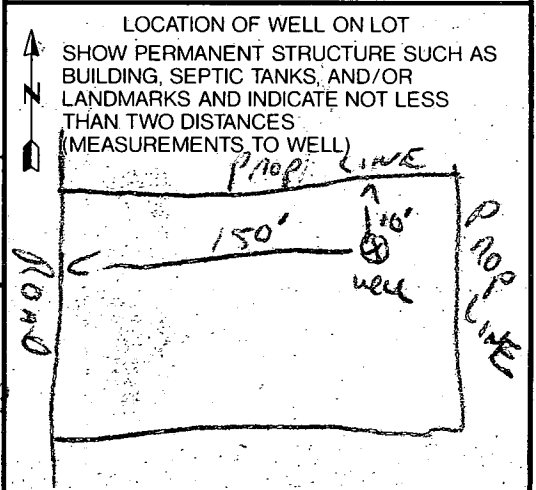 LOCATION OF WELL ON LOT
SHOW PERMANENT STRUCTURE SUCH AS
BUILDING, SEPTIC TANKS, AND/OR
LANDMARKS AND INDICATE NOT LESS
THAN TWO DISTANCES
(MEASUREMENTS TO WELL)
N
PROP LINE
150'
10'
well
ROAD
PROP LINE